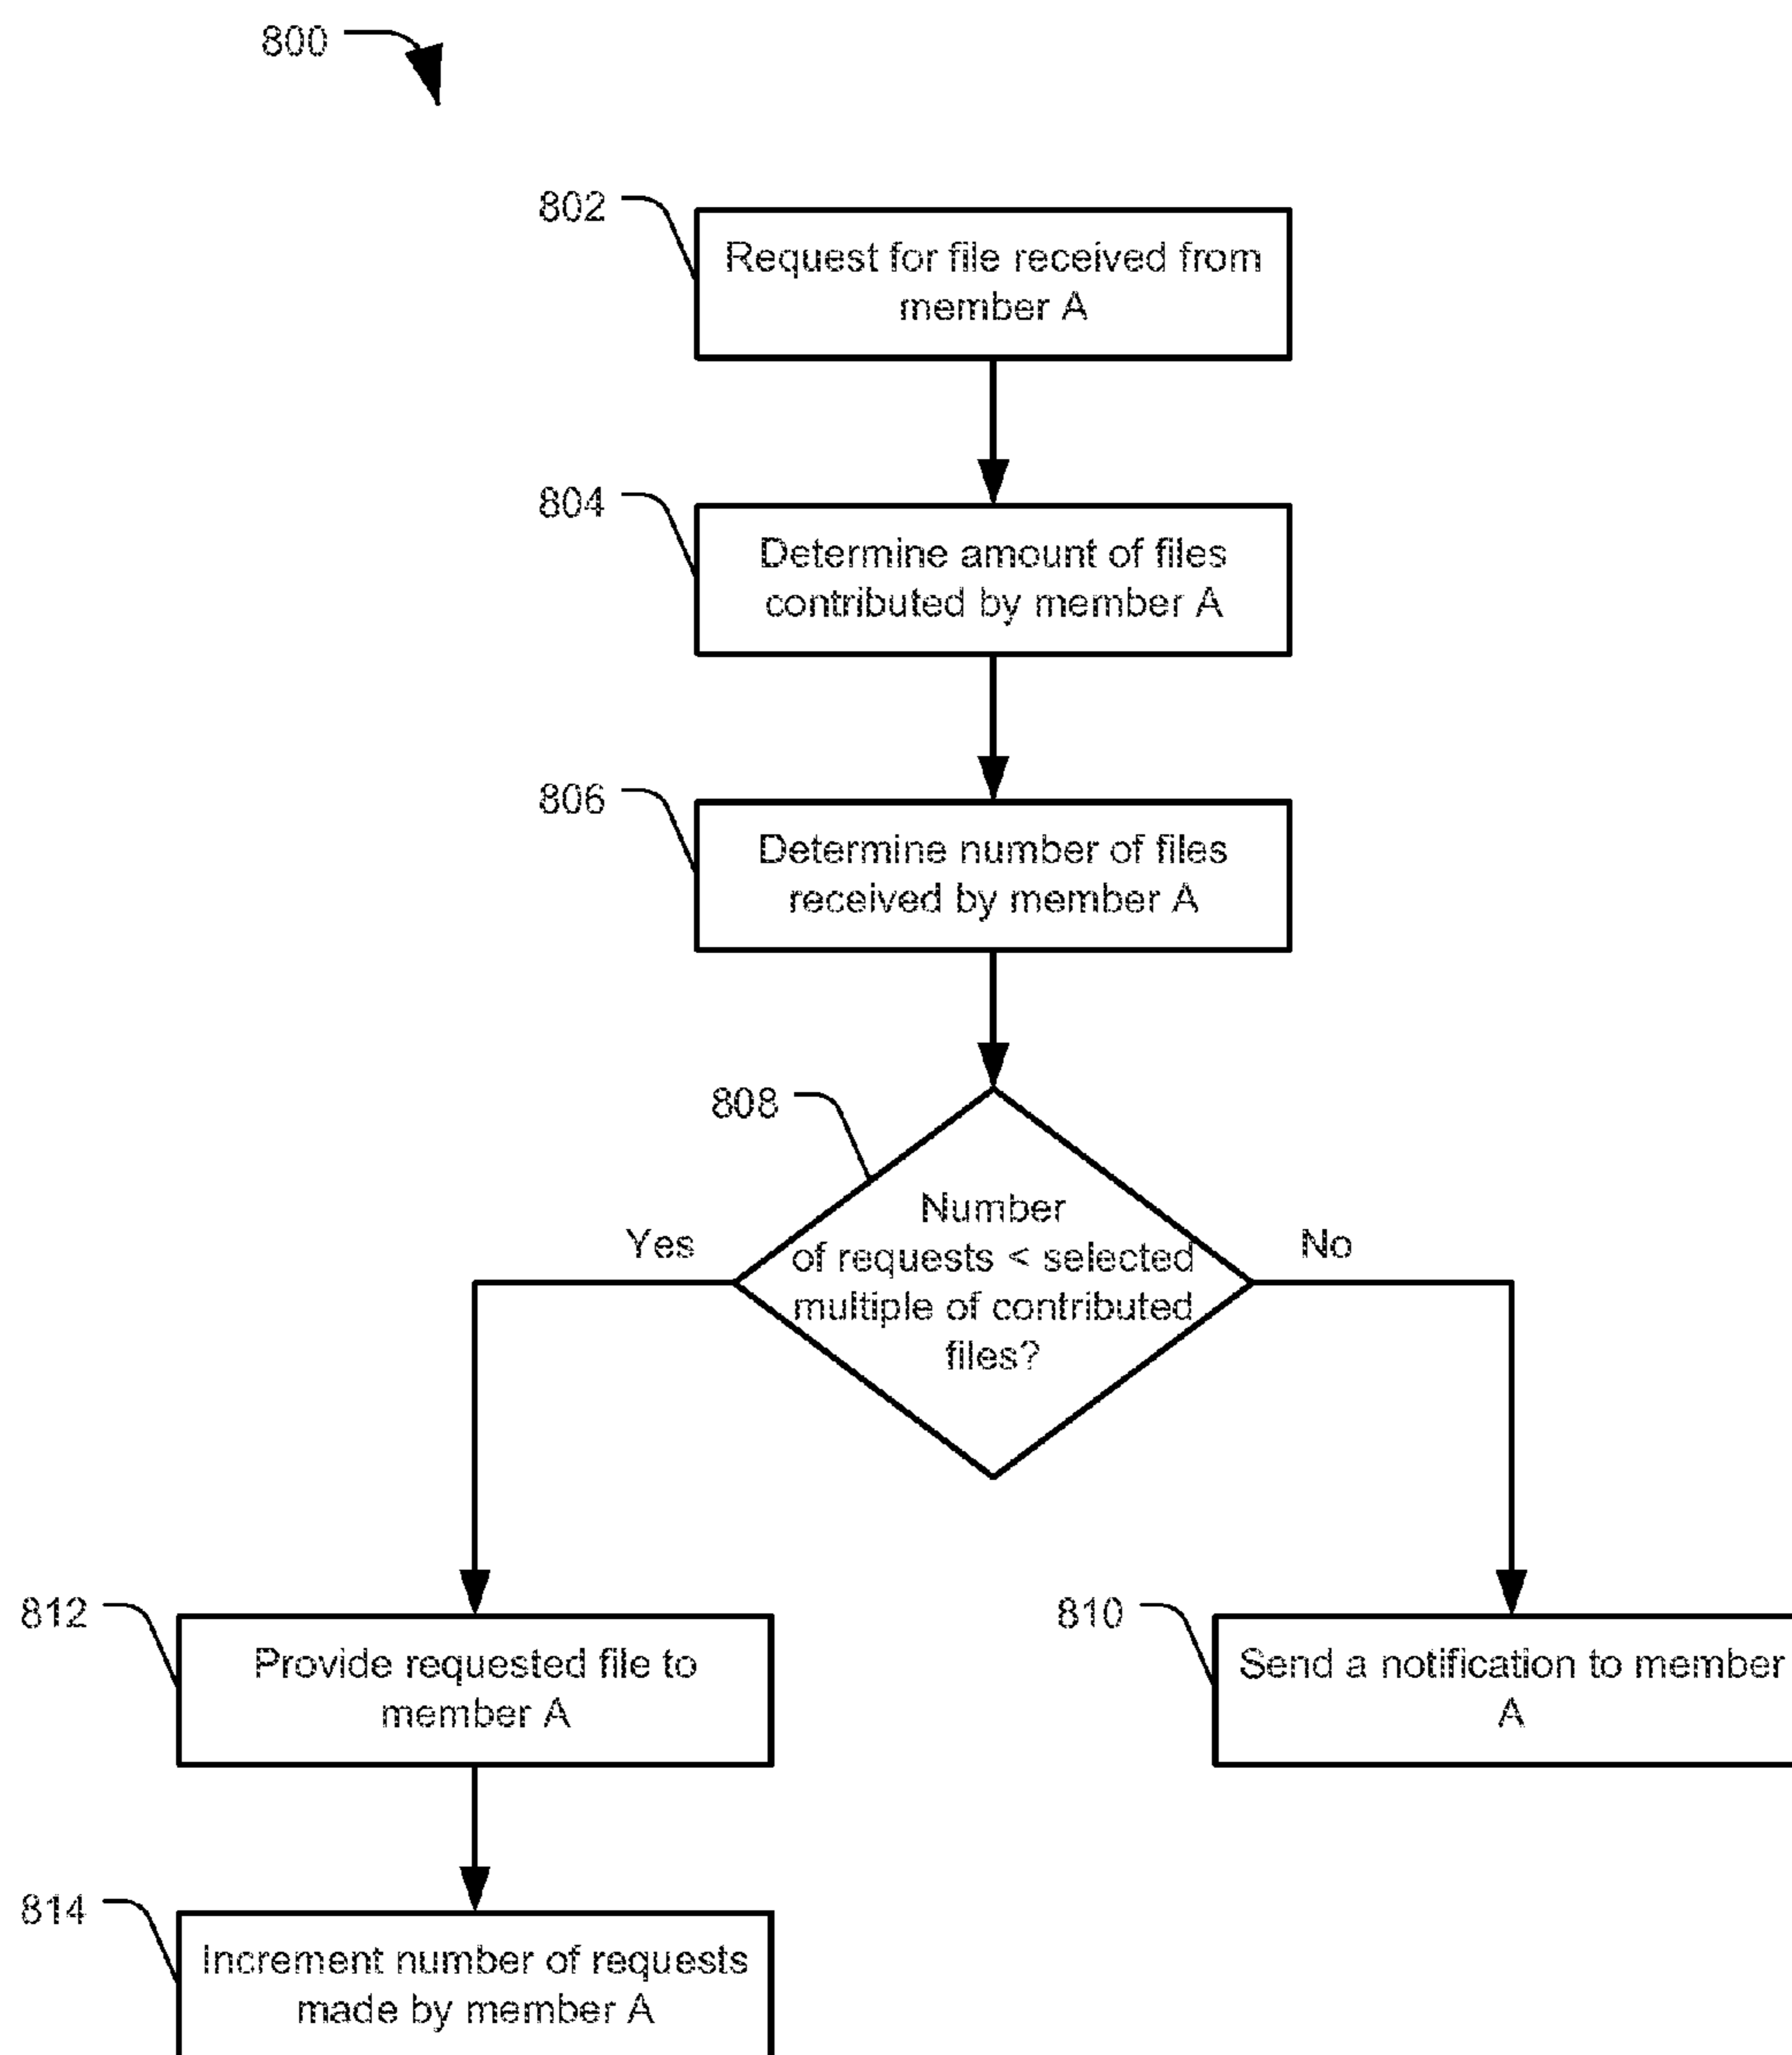 800
802
Request for file received from
member A
804
Determine amount of files
contributed by member A
806
Determine number of files
received by member A
808
Number
of requests < selected
multiple of contributed
files?
Yes
No
812
Provide requested file to
member A
810
Send a notification to member
A
814
Increment number of requests
made by member A